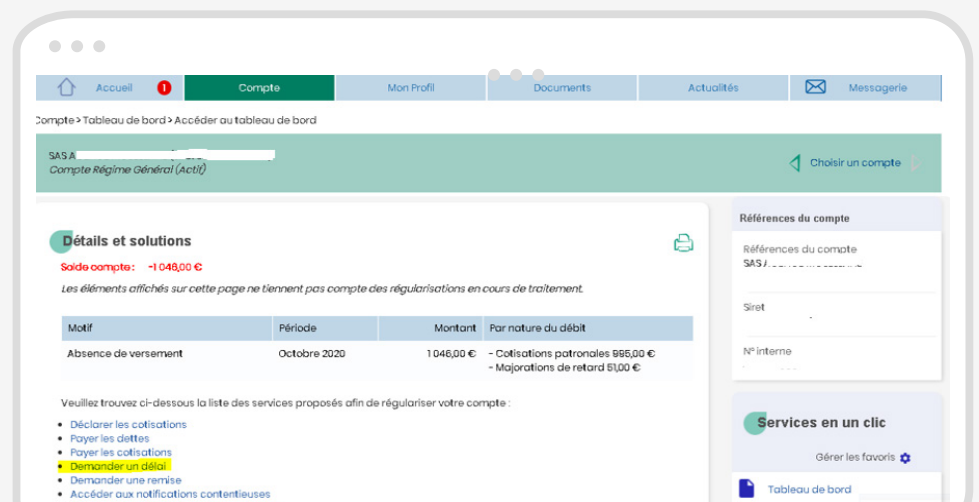 Accueil 1 Compte Mon Profil Documents Actualités Messagerie
Compte > Tableau de bord > Accéder au tableau de bord
SAS A
Compte Régime Général (Actif)
Choisir un compte
Détails et solutions
Solde compte : -1 046,00 €
Les éléments affichés sur cette page ne tiennent pas compte des régularisations en cours de traitement.
Motif Période Montant Par nature du débit
Absence de versement Octobre 2020 1 046,00 € - Cotisations patronales 995,00 €
- Majorations de retard 51,00 €
Veuillez trouvez ci-dessous la liste des services proposés afin de régulariser votre compte :
• Déclarer les cotisations
• Payer les dettes
• Payer les cotisations
• Demander un délai
• Demander une remise
• Accéder aux notifications contentieuses
Références du compte
Références du compte
SAS
Siret
N° interne
Services en un clic
Gérer les favoris
Tableau de bord